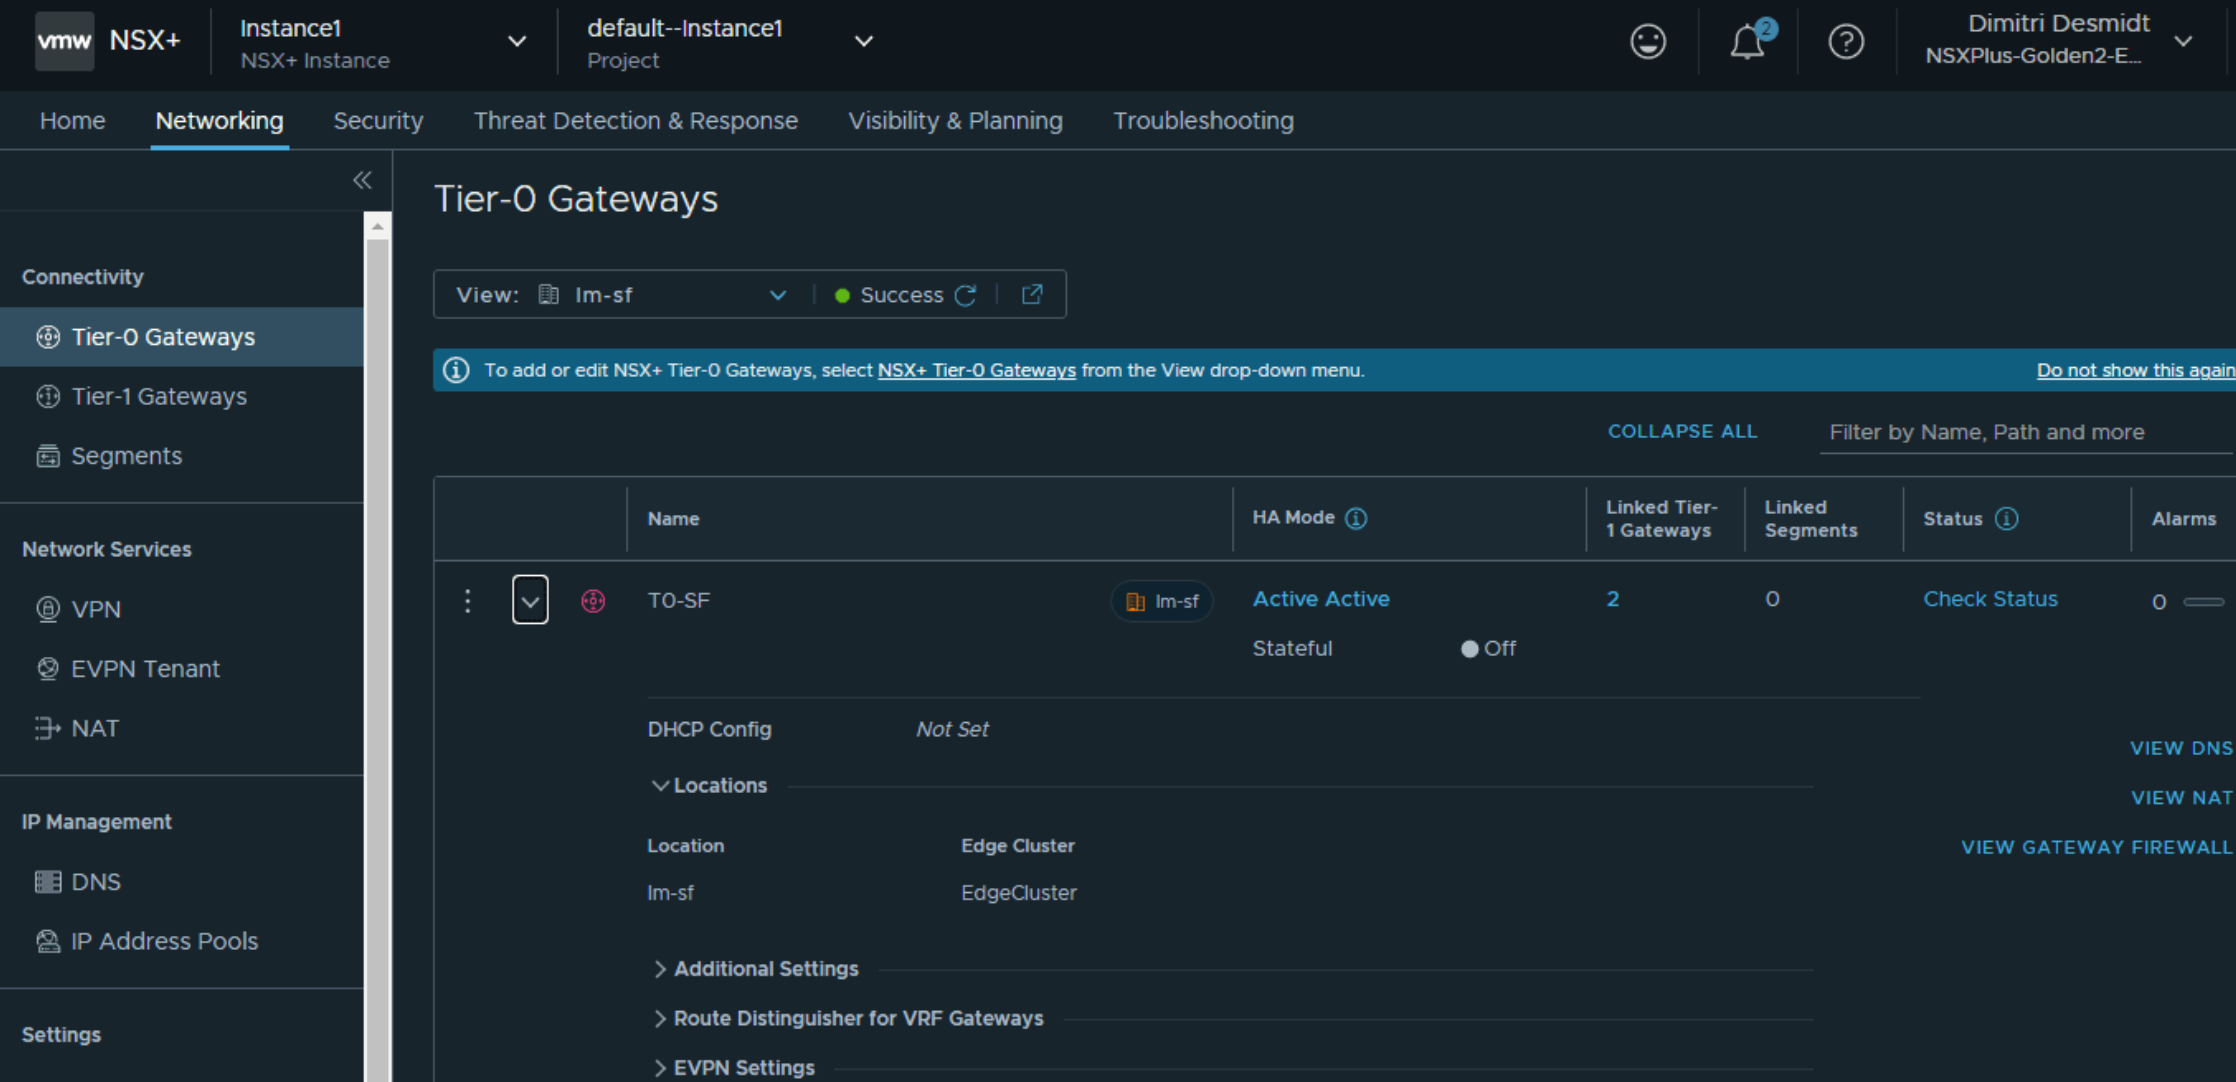 vmw NSX+
Instance1
NSX+ Instance
default--Instance1
Project
2
Dimitri Desmidt
NSXPlus-Golden2-E...
Home Networking Security Threat Detection & Response Visibility & Planning Troubleshooting
Connectivity
Tier-0 Gateways
Tier-1 Gateways
Segments
Network Services
VPN
EVPN Tenant
NAT
IP Management
DNS
IP Address Pools
Settings
Tier-0 Gateways
View: lm-sf Success
To add or edit NSX+ Tier-0 Gateways, select NSX+ Tier-0 Gateways from the View drop-down menu. Do not show this again
COLLAPSE ALL Filter by Name, Path and more
Name HA Mode Linked Tier-1 Gateways Linked Segments Status Alarms
T0-SF lm-sf Active Active 2 0 Check Status 0
Stateful Off
DHCP Config Not Set
VIEW DNS
Locations
VIEW NAT
Location Edge Cluster
VIEW GATEWAY FIREWALL
lm-sf EdgeCluster
Additional Settings
Route Distinguisher for VRF Gateways
EVPN Settings